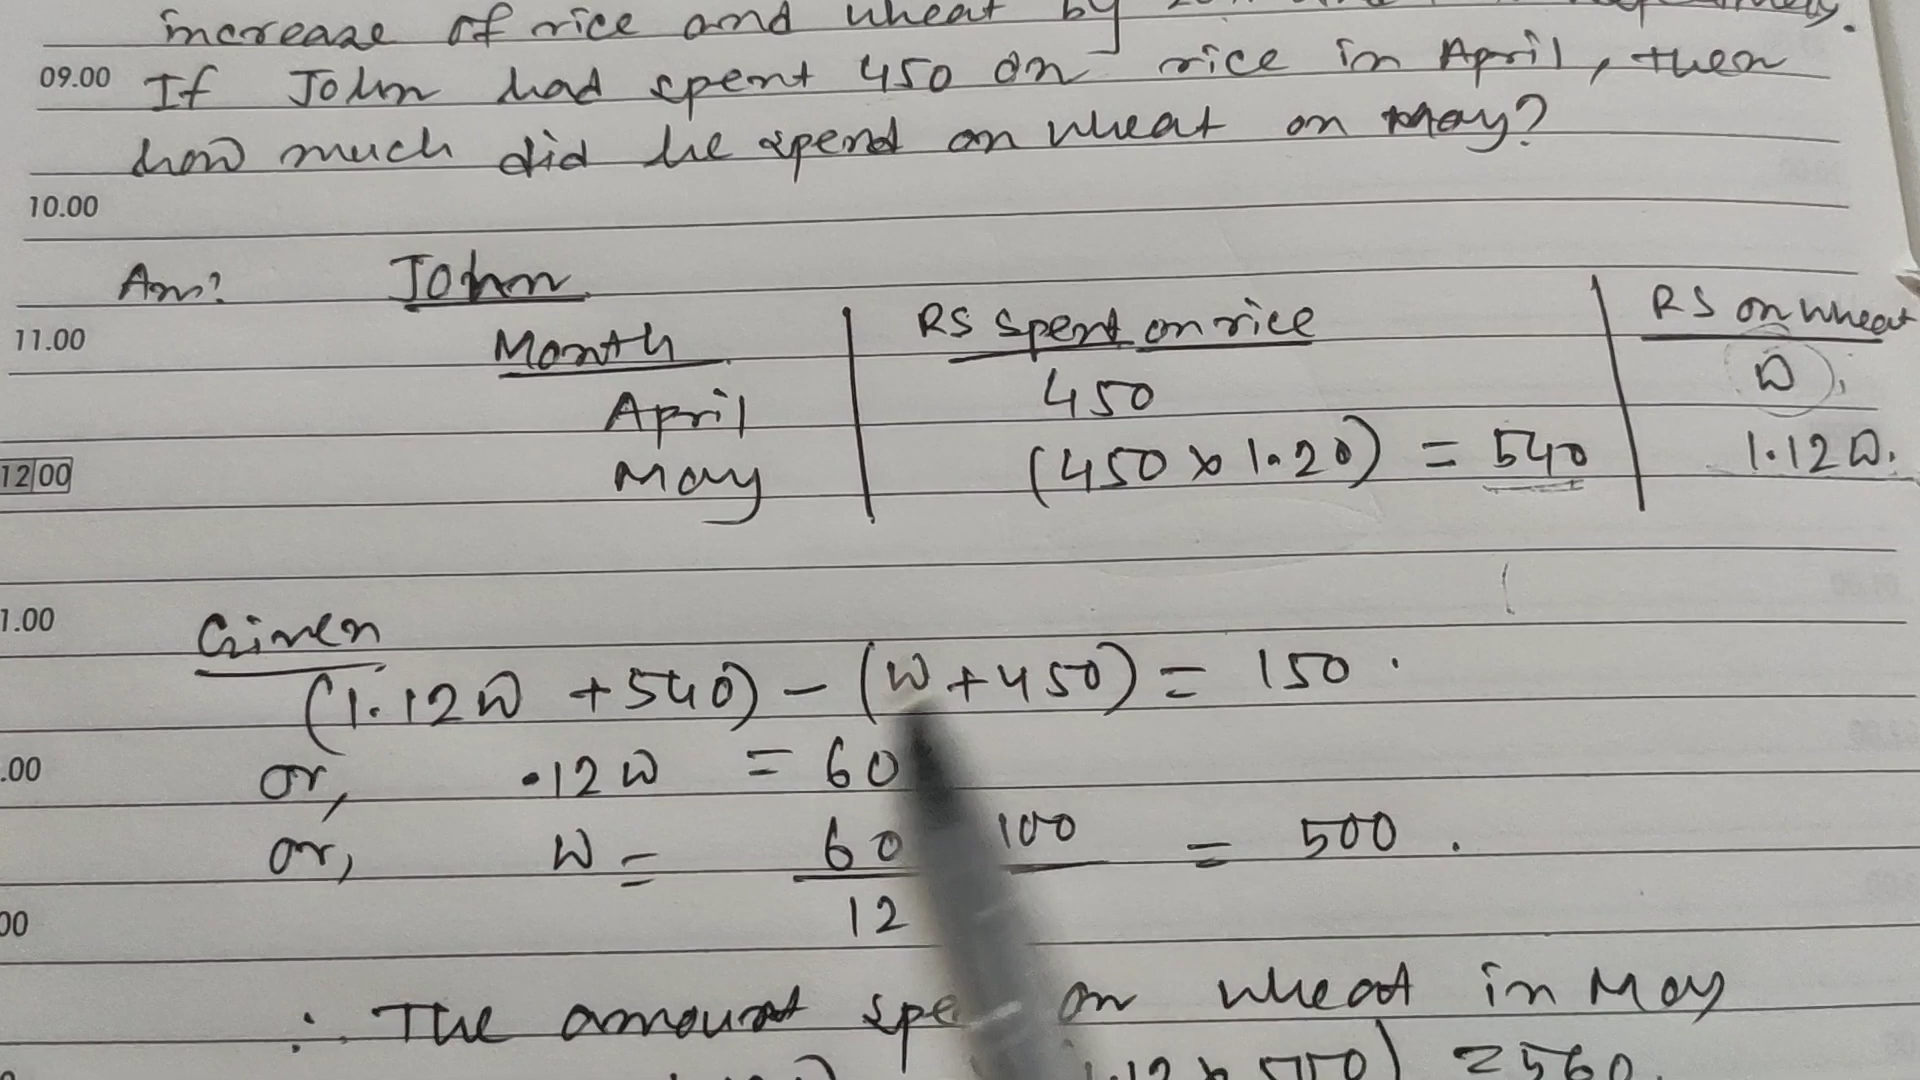 increase of rice and wheat by
09.00 If John had spent 450 on rice in April, then
how much did he spend on wheat on May?
10.00
Ans: John
11.00 Month RS spent on rice RS on wheat
April 450 W
12 00 May (450 x 1.20) = 540 1.12W.
1.00 Given
(1.12W + 540) - (W + 450) = 150.
.00 or, .12W = 60
or, W = 60 100 = 500.
00 12
∴ The amount on wheat in May
= 560.